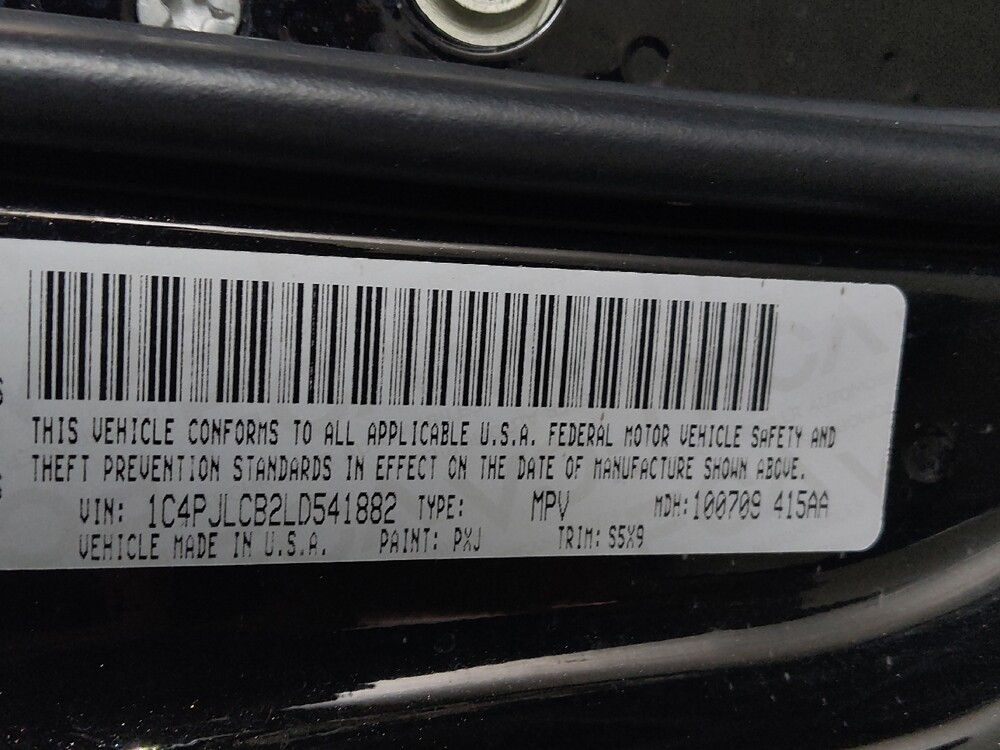 THIS VEHICLE CONFORMS TO ALL APPLICABLE U.S.A. FEDERAL MOTOR VEHICLE SAFETY AND
THEFT PREVENTION STANDARDS IN EFFECT ON THE DATE OF MANUFACTURE SHOWN ABOVE.
VIN: 1C4PJLCB2LD541882 TYPE: MPV MDH:100709 415AA
VEHICLE MADE IN U.S.A. PAINT: PXJ TRIM: S5X9